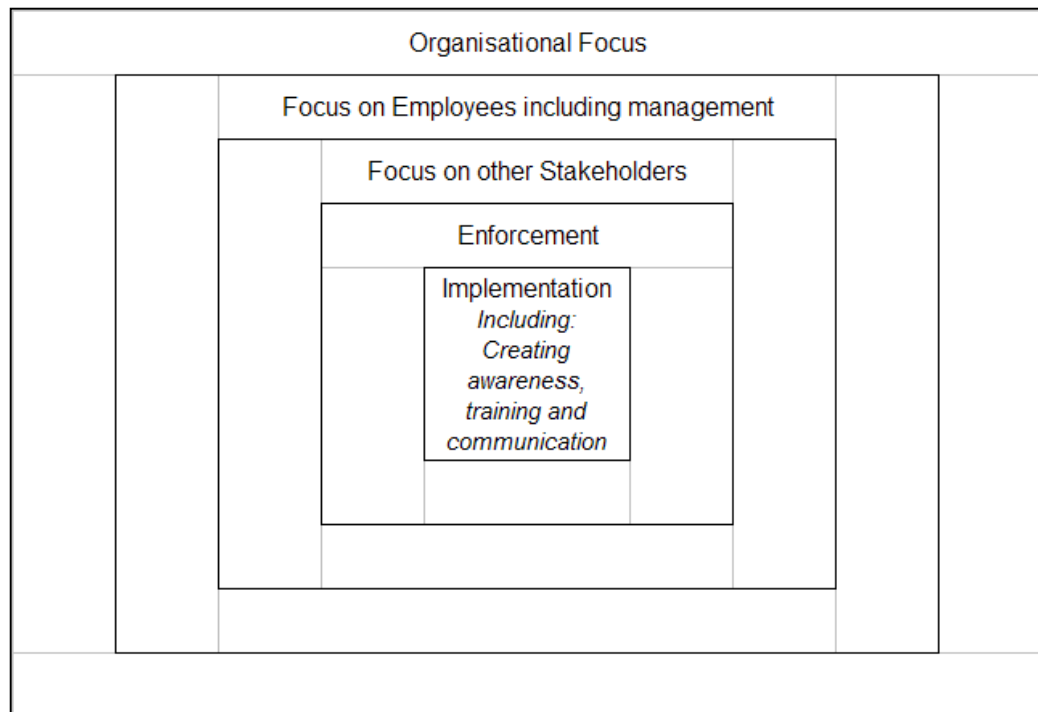 Organisational Focus
Focus on Employees including management
Focus on other Stakeholders
Enforcement
Implementation
Including:
Creating
awareness,
training and
communication